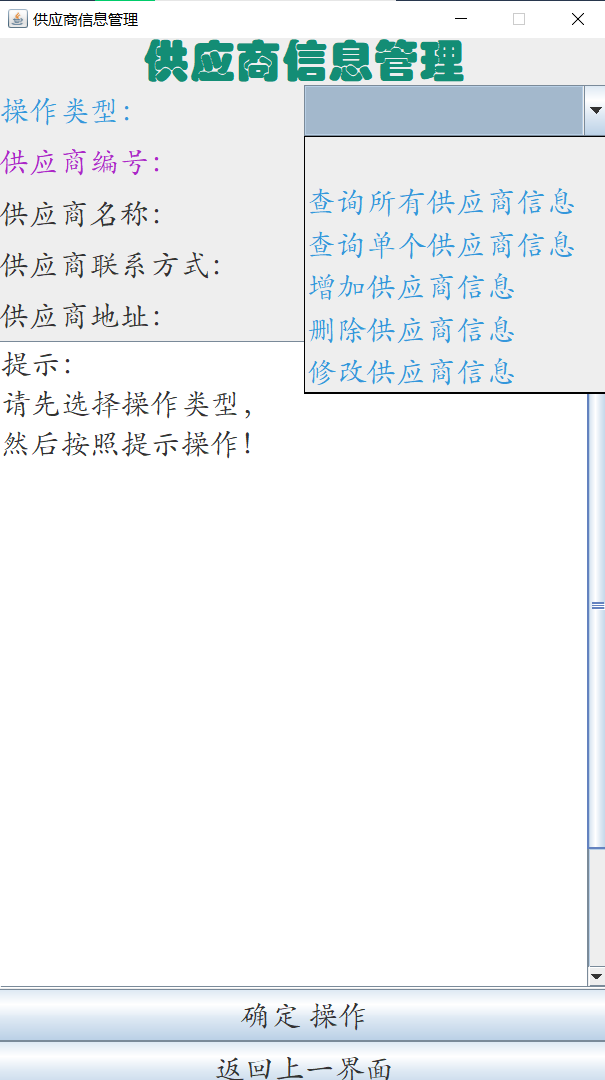 供应商信息管理
供应商信息管理
操作类型:
供应商编号:
供应商名称:
供应商联系方式:
供应商地址:
查询所有供应商信息
查询单个供应商信息
增加供应商信息
删除供应商信息
修改供应商信息
提示:
请先选择操作类型,
然后按照提示操作!
确定 操作
返回上一界面